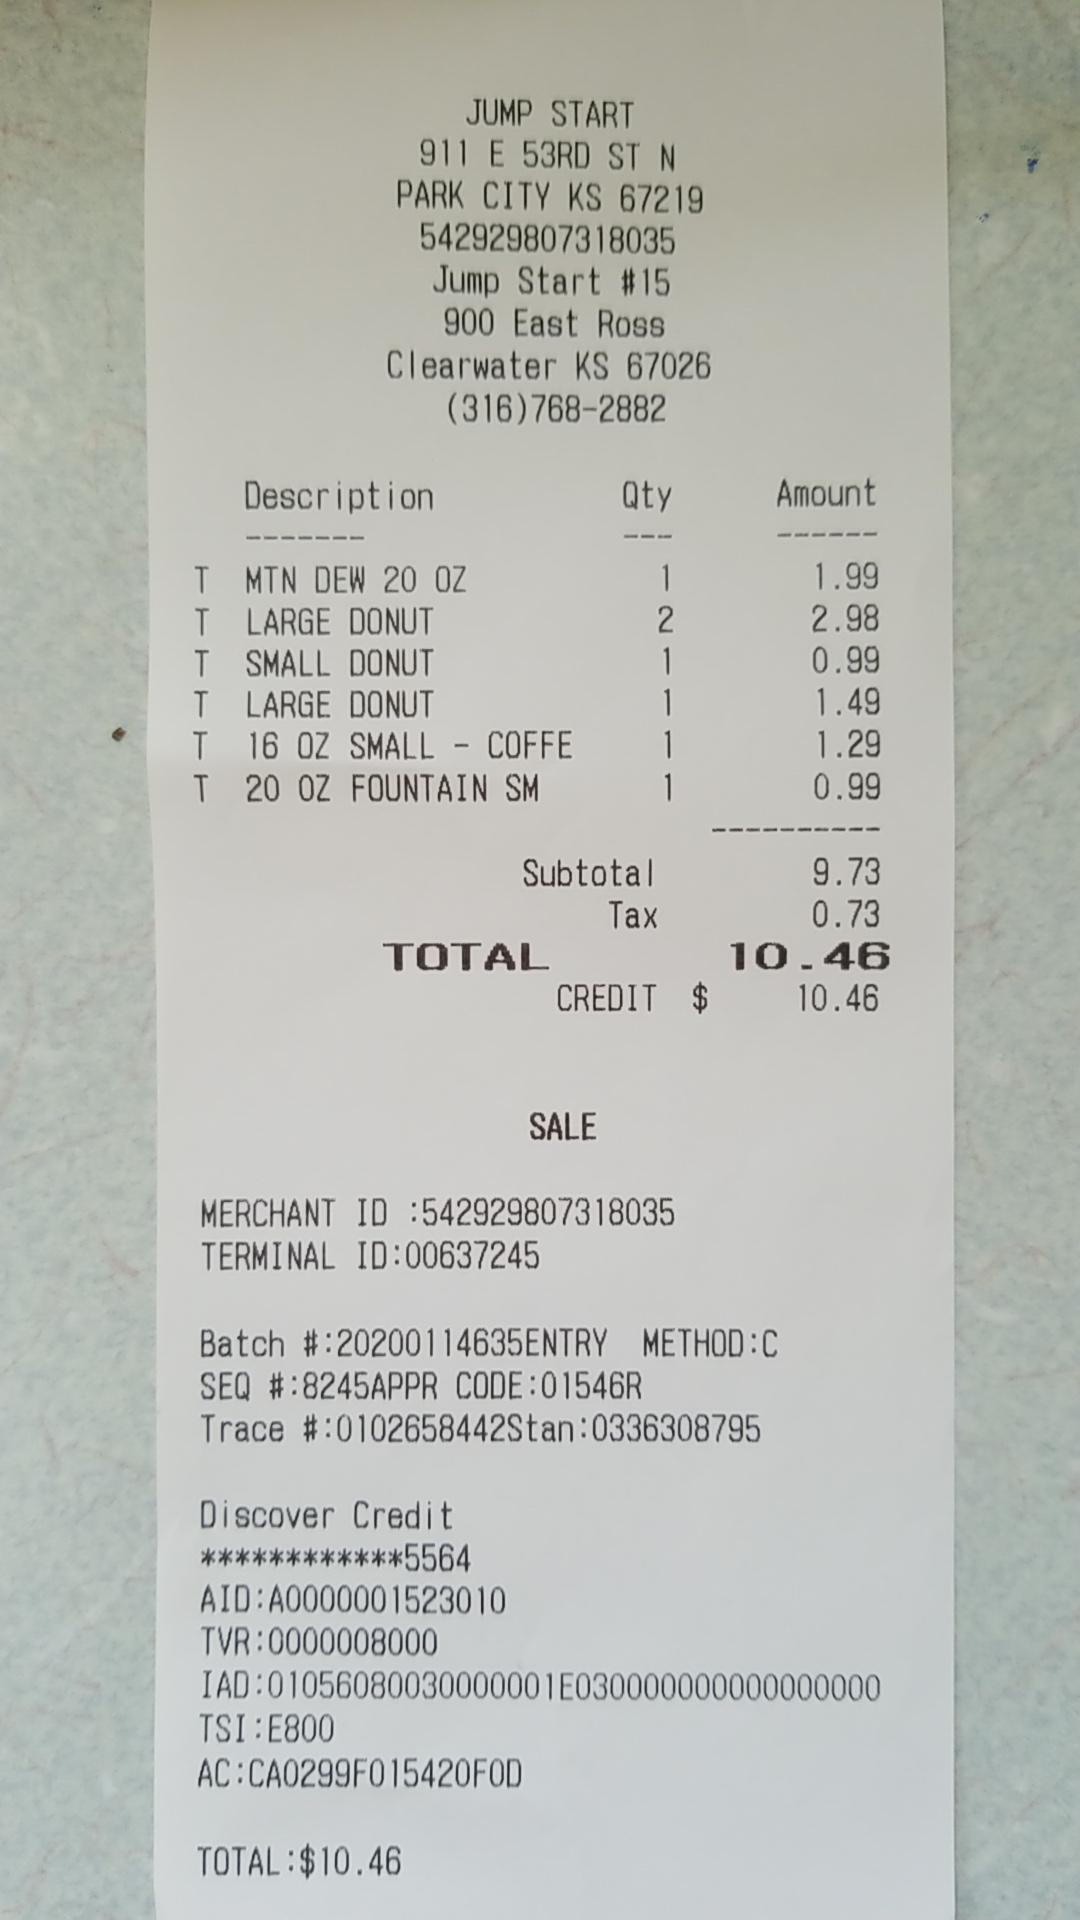 JUMP START
911 E 53RD ST N
PARK CITY KS 67219
542929807318035
Jump Start #15
900 East Ross
Clearwater KS 67026
(316)768-2882
Description Qty Amount
------- --- ------
T MTN DEW 20 OZ 1 1.99
T LARGE DONUT 2 2.98
T SMALL DONUT 1 0.99
T LARGE DONUT 1 1.49
T 16 OZ SMALL - COFFE 1 1.29
T 20 OZ FOUNTAIN SM 1 0.99
----------
Subtotal 9.73
Tax 0.73
TOTAL 10.46
CREDIT $ 10.46
SALE
MERCHANT ID :542929807318035
TERMINAL ID:00637245
Batch #:20200114635ENTRY METHOD:C
SEQ #:8245APPR CODE:01546R
Trace #:0102658442Stan:0336308795
Discover Credit
************5564
AID:A0000001523010
TVR:0000008000
IAD:01056080030000001E030000000000000000
TSI:E800
AC:CA0299F015420F0D
TOTAL:$10.46